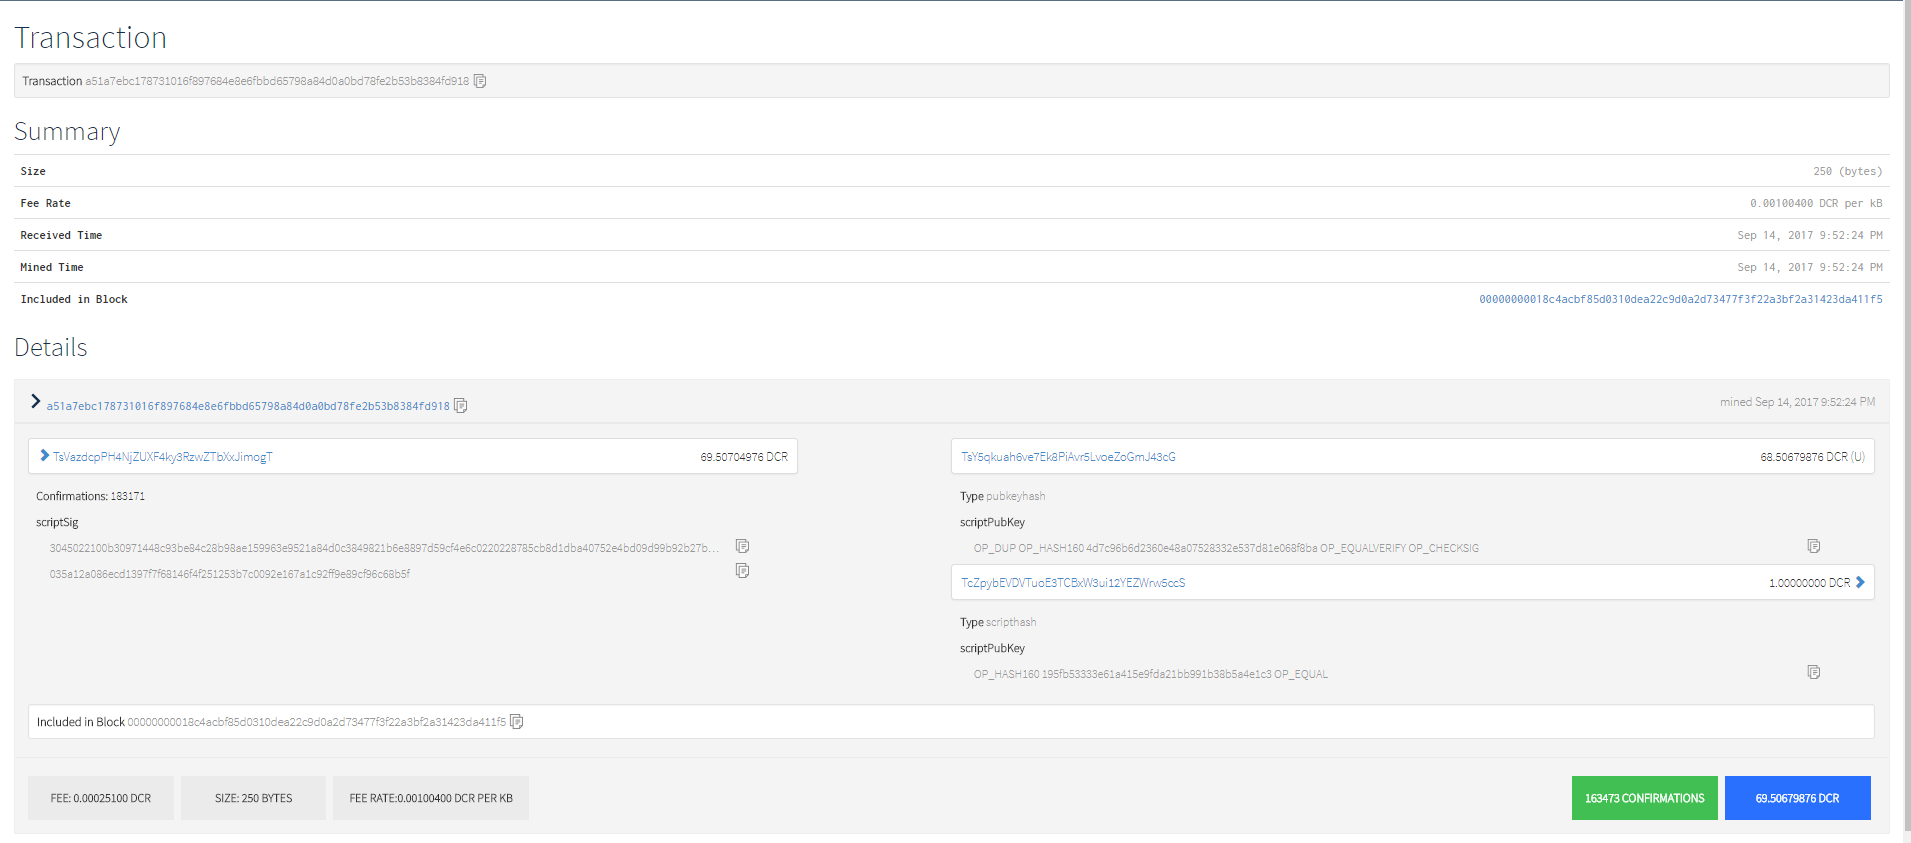 Transaction
Transaction a51a7ebc178731016f897684e8e6fbbd65798a84d0a0bd78fe2b53b8384fd918
Summary
Size 250 (bytes)
Fee Rate 0.00100400 DCR per kB
Received Time Sep 14, 2017 9:52:24 PM
Mined Time Sep 14, 2017 9:52:24 PM
Included in Block 00000000018c4acbf85d0310dea22c9d0a2d73477f3f22a3bf2a31423da411f5
Details
a51a7ebc178731016f897684e8e6fbbd65798a84d0a0bd78fe2b53b8384fd918 mined Sep 14, 2017 9:52:24 PM
TsVazdcpPH4NjZUXF4ky3RzwZTbXxJimogT 69.50704976 DCR
Confirmations: 183171
scriptSig
3045022100b30971448c93be84c28b98ae159963e9521a84d0c3849821b6e8897d59cf4e6c0220228785cb8d1dba40752e4bd09d99b92b27b...
035a12a086ecd1397f7f68146f4f251253b7c0092e167a1c92ff9e89cf96c68b5f
TsY5qkuah6ve7Ek8PiAvr5LvoeZoGmJ43cG 68.50679876 DCR (U)
Type pubkeyhash
scriptPubKey
OP_DUP OP_HASH160 4d7c96b6d2360e48a07528332e537d81e068f8ba OP_EQUALVERIFY OP_CHECKSIG
TcZpybEVDVTuoE3TCBxW3ui12YEZWrw5ccS 1.00000000 DCR
Type scripthash
scriptPubKey
OP_HASH160 195fb53333e61a415e9fda21bb991b38b5a4e1c3 OP_EQUAL
Included in Block 00000000018c4acbf85d0310dea22c9d0a2d73477f3f22a3bf2a31423da411f5
FEE: 0.00025100 DCR
SIZE: 250 BYTES
FEE RATE:0.00100400 DCR PER KB
163473 CONFIRMATIONS
69.50679876 DCR